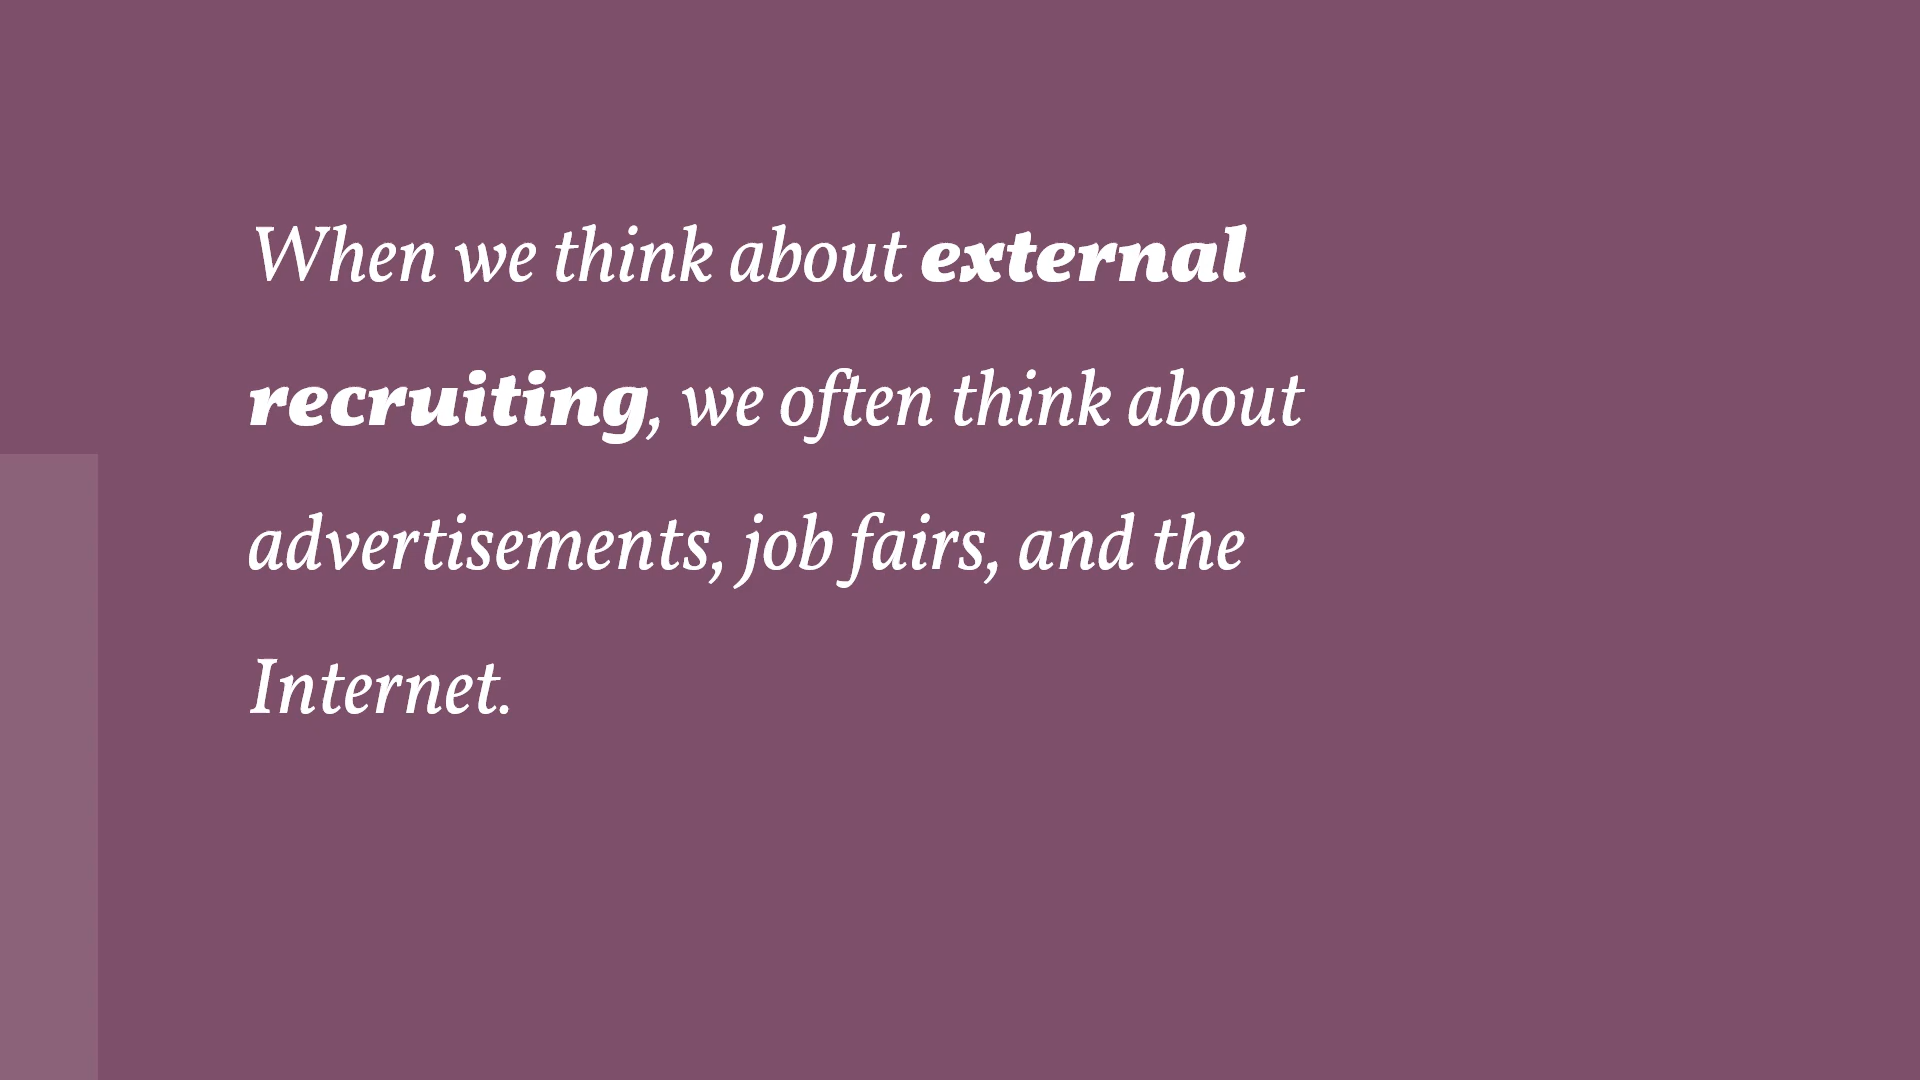 When we think about external
recruiting, we often think about
advertisements, job fairs, and the
Internet.